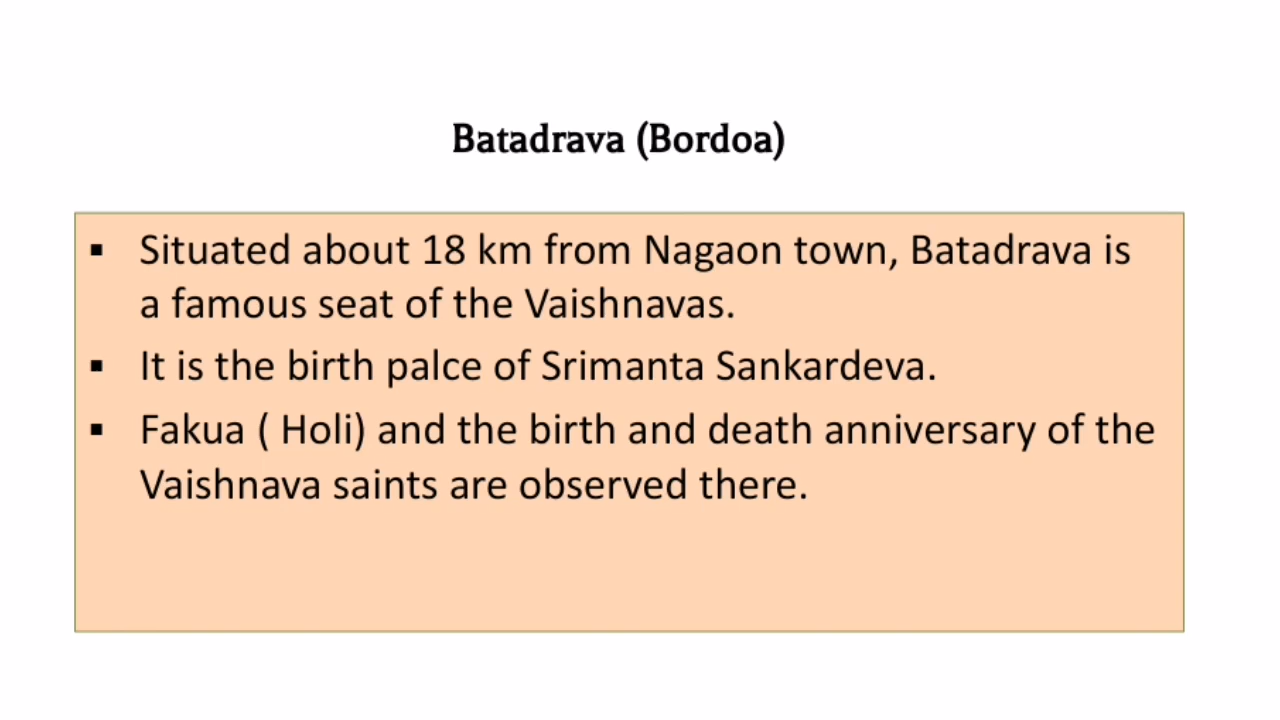 Batadrava (Bordoa)
▪ Situated about 18 km from Nagaon town, Batadrava is
a famous seat of the Vaishnavas.
▪ It is the birth palce of Srimanta Sankardeva.
▪ Fakua ( Holi) and the birth and death anniversary of the
Vaishnava saints are observed there.